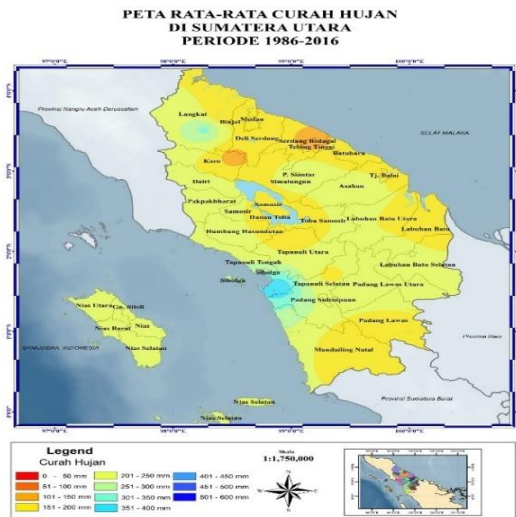 PETA RATA-RATA CURAH HUJAN
DI SUMATERA UTARA
PERIODE 1986-2016
Provinsi Nangru Aceh Derussalam
SELAT MALAKA
Langkat
Binjai
Medan
Deli Serdang
Serdang Bedagai
Tebing Tinggi
Batubara
Karo
Dairi
P. Siantar
Simalungun
Asahan
Tj. Balai
Pakpakbharat
Samosir
Samosir
Danau Toba
Toba Samosir
Labuhan Batu Utara
Labuhan Batu
Humbang Hasundutan
Tapanuli Utara
Labuhan Batu Selatan
Tapanuli Tengah
Sibolga
Sibolga
Tapanuli Selatan
Padang Lawas Utara
Padang Sidempuan
Nias Utara
Gn. Sitoli
Nias Barat
Nias
Nias Selatan
Padang Lawas
Mandailing Natal
Provinsi Riau
SAMUDERA INDONESIA
Provinsi Sumatera Barat
Nias Selatan
Nias Selatan
Legend
Curah Hujan
0 - 50 mm
51 - 100 mm
101 - 150 mm
151 - 200 mm
201 - 250 mm
251 - 300 mm
301 - 350 mm
351 - 400 mm
401 - 450 mm
451 - 500 mm
501 - 600 mm
Skala
1:1,750,000
N
W
E
S